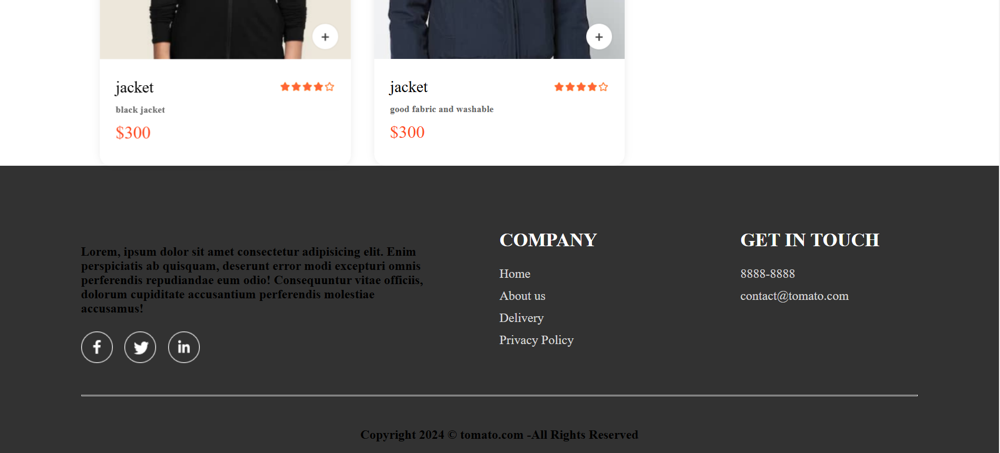 jacket
black jacket
$300
jacket
good fabric and washable
$300
Lorem, ipsum dolor sit amet consectetur adipisicing elit. Enim
perspiciatis ab quisquam, deserunt error modi excepturi omnis
perferendis repudiandae eum odio! Consequuntur vitae officiis,
dolorum cupiditate accusantium perferendis molestiae
accusamus!
COMPANY
Home
About us
Delivery
Privacy Policy
GET IN TOUCH
8888-8888
contact@tomato.com
Copyright 2024 © tomato.com -All Rights Reserved